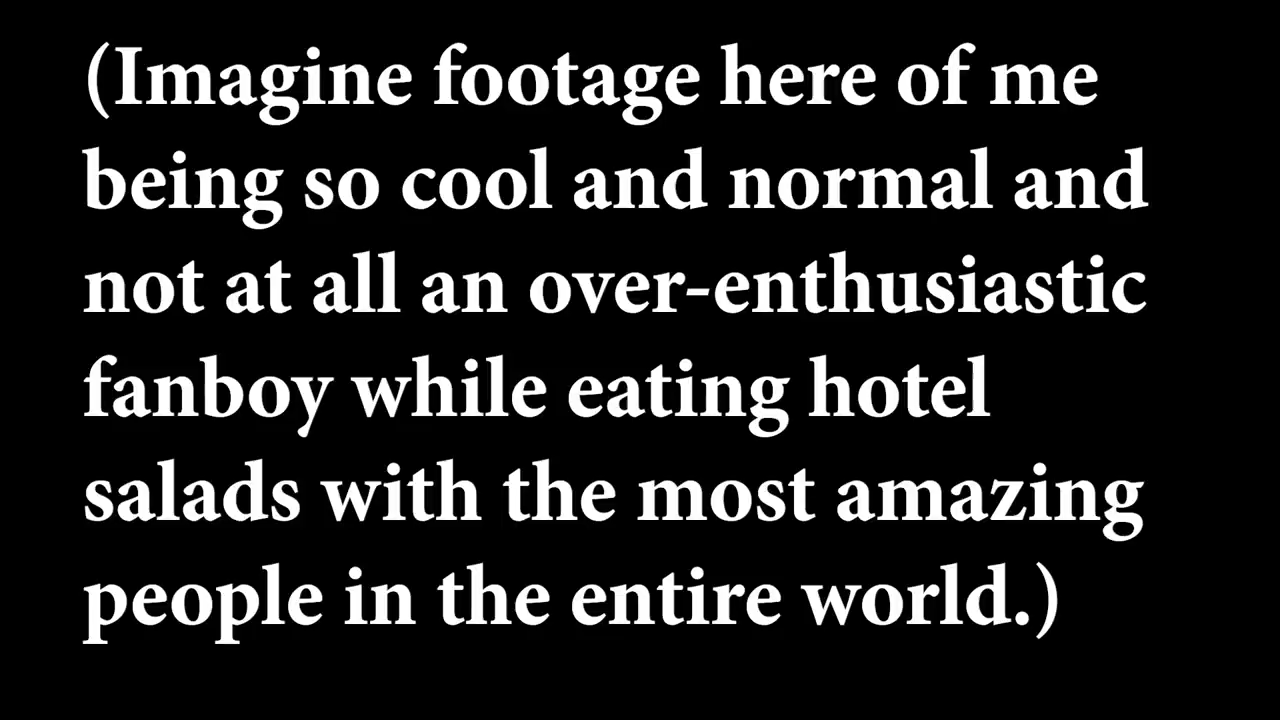 (Imagine footage here of me
being so cool and normal and
not at all an over-enthusiastic
fanboy while eating hotel
salads with the most amazing
people in the entire world.)